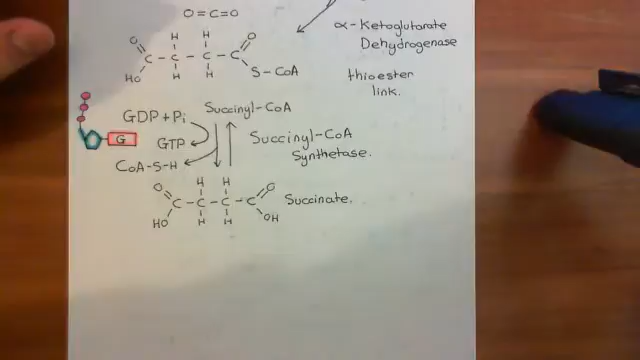 O=C=O
α-Ketoglutarate
Dehydrogenase
O H H O
C - C - C - C
HO H H S-CoA
thioester
link.
GDP + Pi
Succinyl-CoA
G
GTP
Succinyl-CoA
Synthetase.
CoA-S-H
O H H O
C - C - C - C
HO H H OH
Succinate.